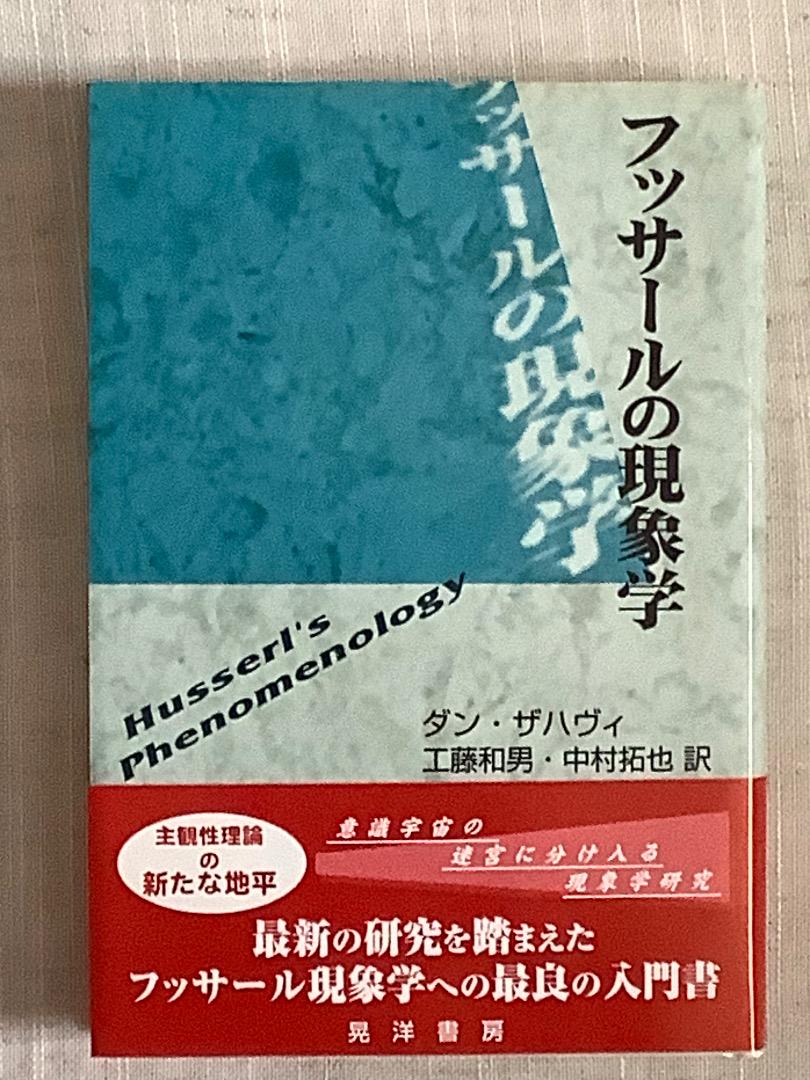 フッサールの現象学
ッサールの現象学
Husserl's
Phenomenology
ダン・ザハヴィ
工藤和男・中村拓也 訳
主観性理論
の
新たな地平
意識宇宙の
迷宮に分け入る
現象学研究
最新の研究を踏まえた
フッサール現象学への最良の入門書
晃洋書房